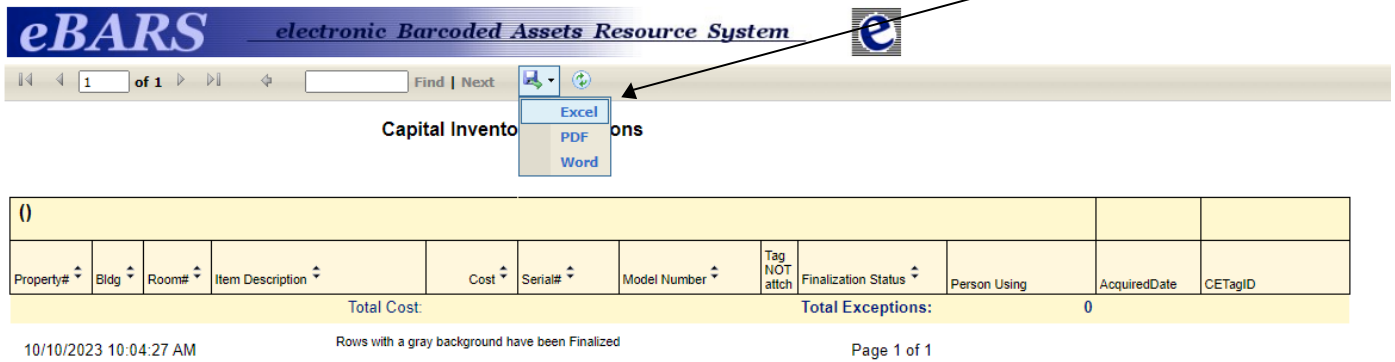 eBARS electronic Barcoded Assets Resource System e
1 of 1 Find | Next
Excel
PDF
Word
Capital Invento ons
()
Property# Bldg Room# Item Description Cost Serial# Model Number Tag NOT attch Finalization Status Person Using AcquiredDate CETagID
Total Cost: Total Exceptions: 0
10/10/2023 10:04:27 AM Rows with a gray background have been Finalized Page 1 of 1